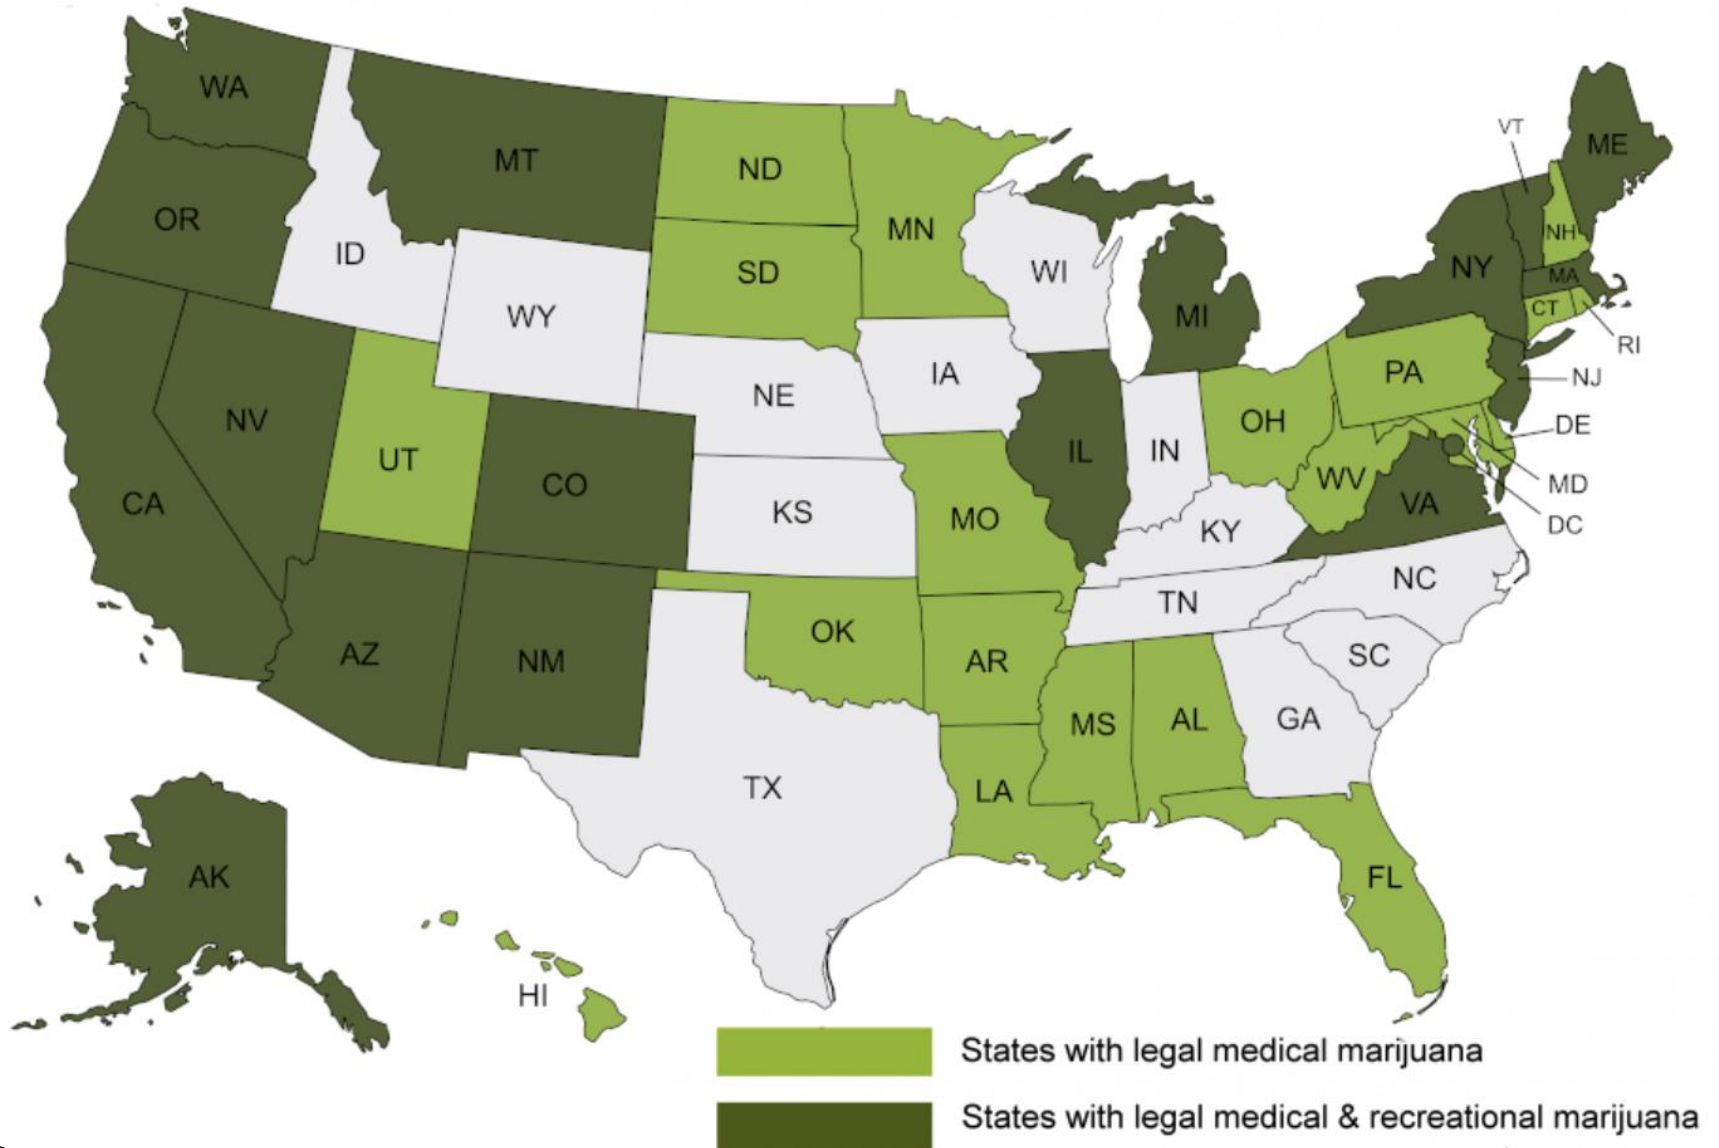 WA
VT
ME
MT
ND
OR
MN
NH
ID
SD
WI
NY
MA
WY
MI
CT
RI
IA
PA
NJ
NE
NV
OH
DE
UT
IL
IN
CO
WV
MD
CA
KS
MO
VA
DC
KY
NC
TN
OK
AZ
NM
AR
SC
MS
AL
GA
TX
LA
AK
FL
HI
States with legal medical marijuana
States with legal medical & recreational marijuana